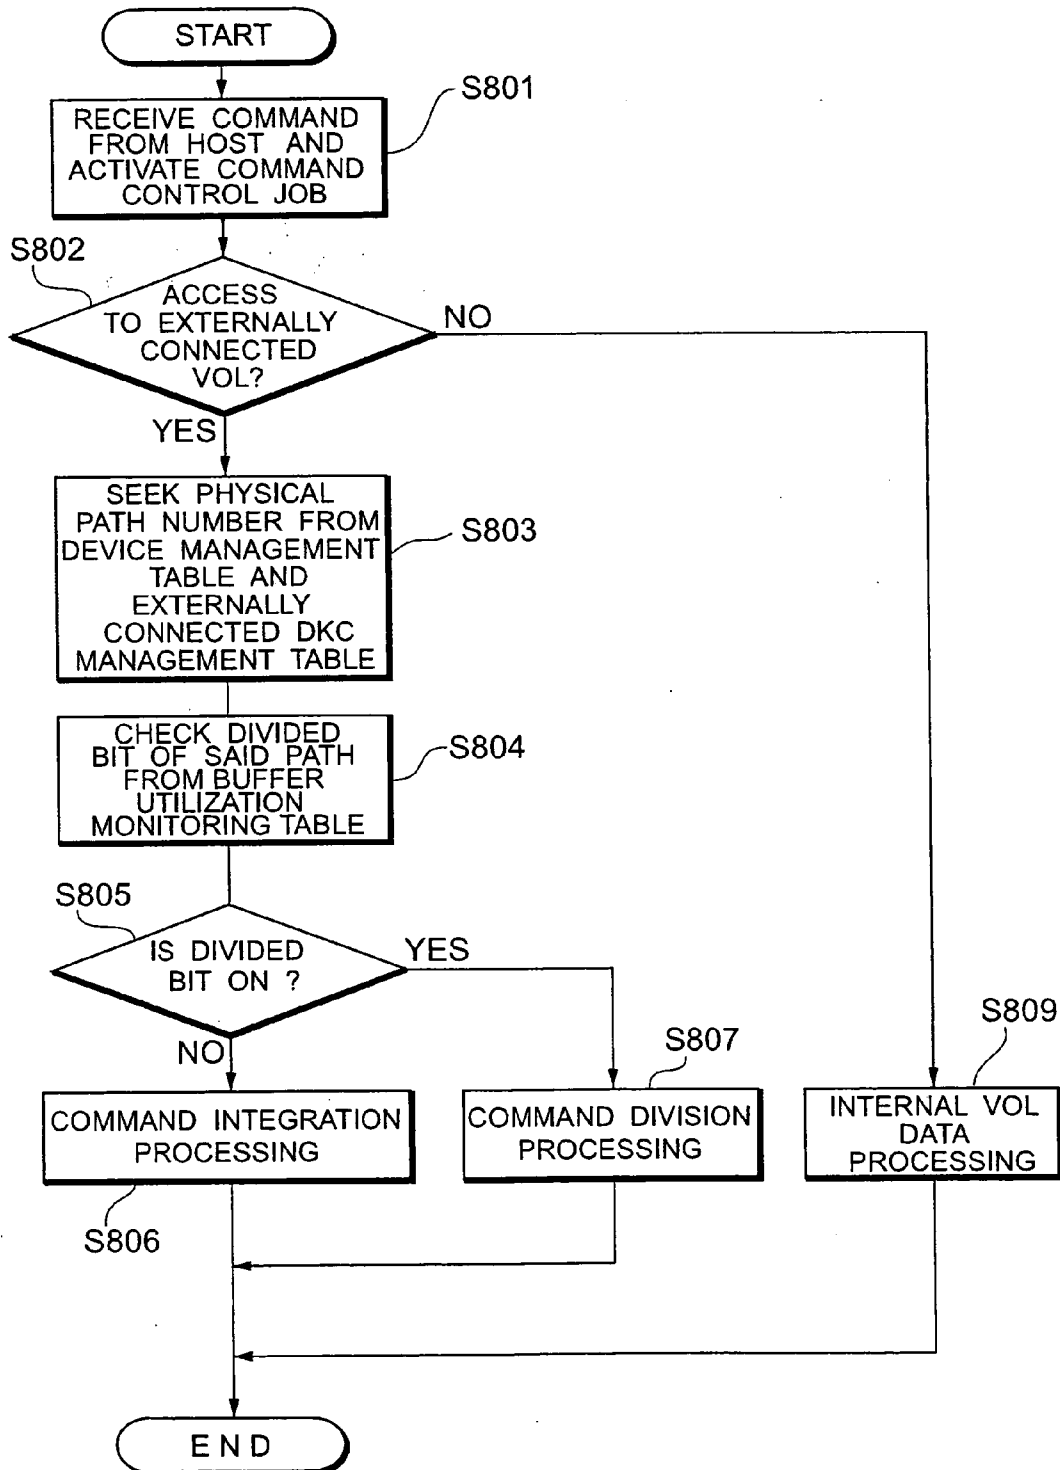 START
S801
RECEIVE COMMAND
FROM HOST AND
ACTIVATE COMMAND
CONTROL JOB
S802
ACCESS
TO EXTERNALLY
CONNECTED
VOL?
NO
YES
SEEK PHYSICAL
PATH NUMBER FROM
DEVICE MANAGEMENT
TABLE AND
EXTERNALLY
CONNECTED DKC
MANAGEMENT TABLE
S803
CHECK DIVIDED
BIT OF SAID PATH
FROM BUFFER
UTILIZATION
MONITORING TABLE
S804
S805
IS DIVIDED
BIT ON ?
YES
NO
S807
S809
COMMAND INTEGRATION
PROCESSING
COMMAND DIVISION
PROCESSING
INTERNAL VOL
DATA
PROCESSING
S806
END